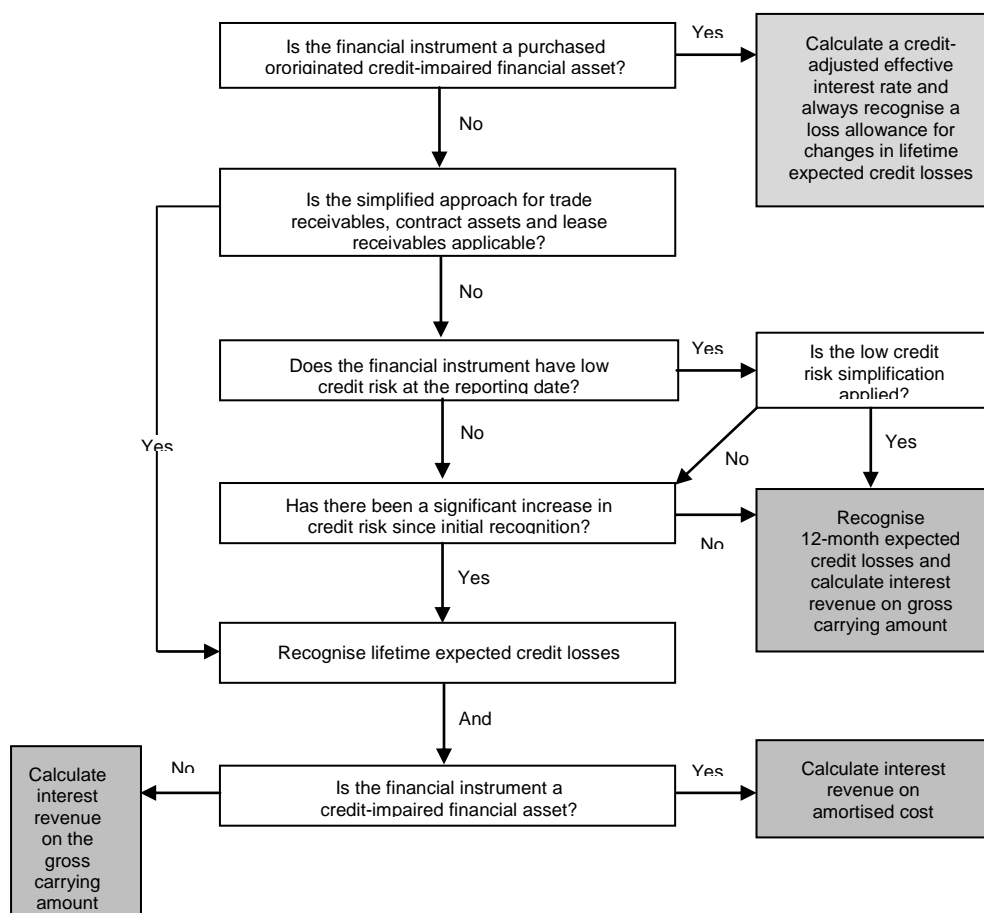 Is the financial instrument a purchased
ororiginated credit-impaired financial asset?
Yes
Calculate a credit-
adjusted effective
interest rate and
always recognise a
loss allowance for
changes in lifetime
expected credit losses
No
Is the simplified approach for trade
receivables, contract assets and lease
receivables applicable?
No
Does the financial instrument have low
credit risk at the reporting date?
Yes
Is the low credit
risk simplification
applied?
Yes
No
No
Yes
Has there been a significant increase in
credit risk since initial recognition?
No
Recognise
12-month expected
credit losses and
calculate interest
revenue on gross
carrying amount
Yes
Recognise lifetime expected credit losses
And
Is the financial instrument a
credit-impaired financial asset?
No
Calculate
interest
revenue
on the
gross
carrying
amount
Yes
Calculate interest
revenue on
amortised cost